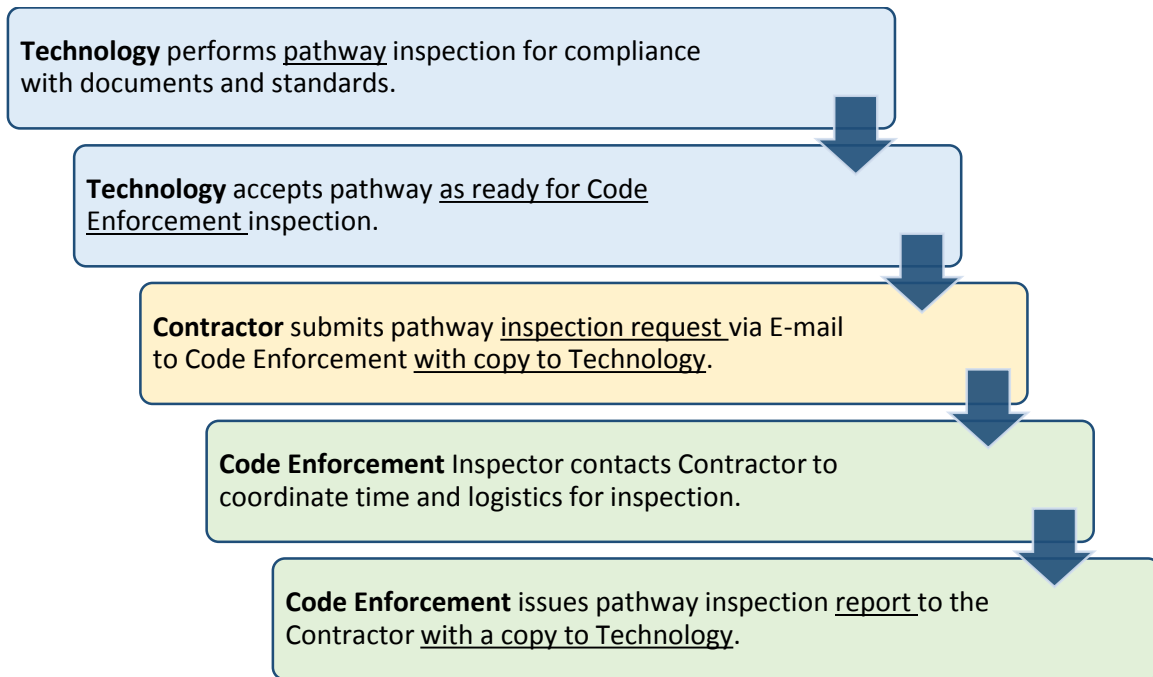 Technology performs pathway inspection for compliance
with documents and standards.
Technology accepts pathway as ready for Code
Enforcement inspection.
Contractor submits pathway inspection request via E-mail
to Code Enforcement with copy to Technology.
Code Enforcement Inspector contacts Contractor to
coordinate time and logistics for inspection.
Code Enforcement issues pathway inspection report to the
Contractor with a copy to Technology.